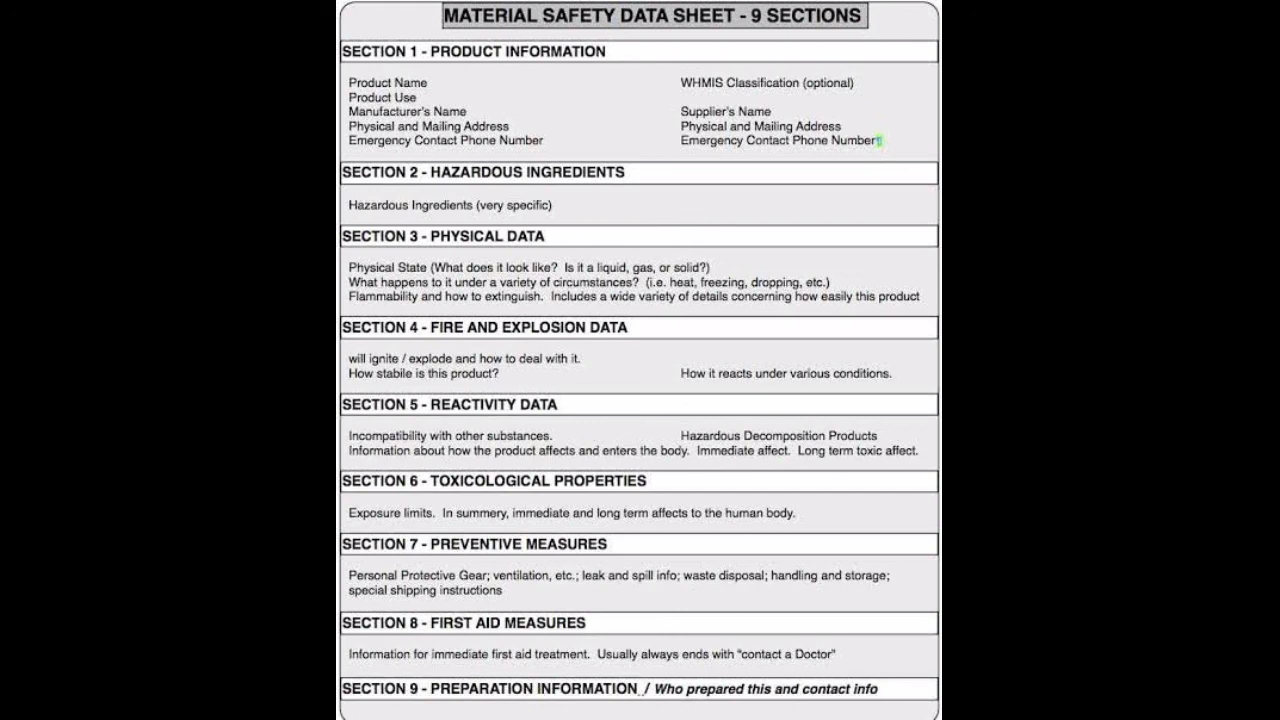 MATERIAL SAFETY DATA SHEET - 9 SECTIONS
SECTION 1 - PRODUCT INFORMATION
Product Name WHMIS Classification (optional)
Product Use
Manufacturer's Name Supplier's Name
Physical and Mailing Address Physical and Mailing Address
Emergency Contact Phone Number Emergency Contact Phone Number
SECTION 2 - HAZARDOUS INGREDIENTS
Hazardous Ingredients (very specific)
SECTION 3 - PHYSICAL DATA
Physical State (What does it look like? Is it a liquid, gas, or solid?)
What happens to it under a variety of circumstances? (i.e. heat, freezing, dropping, etc.)
Flammability and how to extinguish. Includes a wide variety of details concerning how easily this product
SECTION 4 - FIRE AND EXPLOSION DATA
will ignite / explode and how to deal with it.
How stabile is this product? How it reacts under various conditions.
SECTION 5 - REACTIVITY DATA
Incompatibility with other substances. Hazardous Decomposition Products
Information about how the product affects and enters the body. Immediate affect. Long term toxic affect.
SECTION 6 - TOXICOLOGICAL PROPERTIES
Exposure limits. In summery, immediate and long term affects to the human body.
SECTION 7 - PREVENTIVE MEASURES
Personal Protective Gear; ventilation, etc.; leak and spill info; waste disposal; handling and storage;
special shipping instructions
SECTION 8 - FIRST AID MEASURES
Information for immediate first aid treatment. Usually always ends with “contact a Doctor”
SECTION 9 - PREPARATION INFORMATION / Who prepared this and contact info